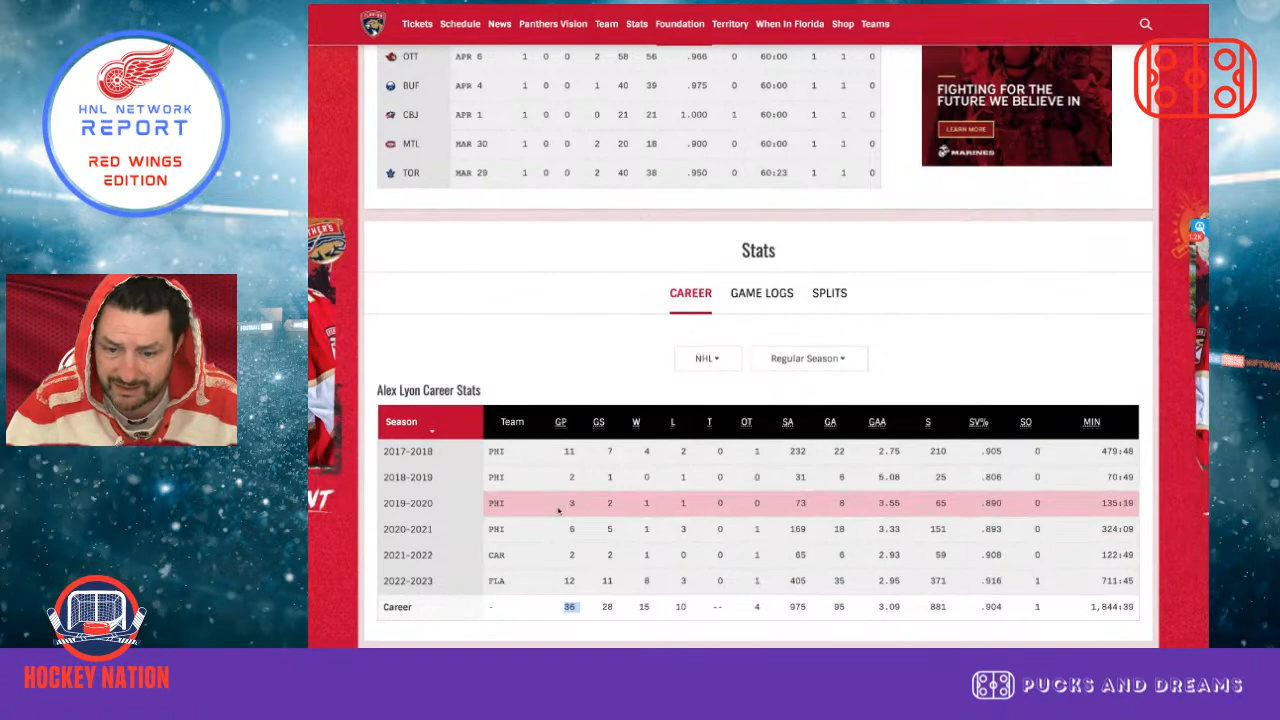 Tickets Schedule News Panthers Vision Team Stats Foundation Territory When In Florida Shop Teams
HNL NETWORK
REPORT
RED WINGS
EDITION
OTT APR 6 1 0 0 2 58 56 .966 0 60:00 1 1 0
BUF APR 4 1 0 0 1 40 39 .975 0 60:00 1 1 0
CBJ APR 1 1 0 0 0 21 21 1.000 1 60:00 1 1 0
MTL MAR 30 1 0 0 2 20 18 .900 0 60:00 1 1 0
TOR MAR 29 1 0 0 2 40 38 .950 0 60:23 1 1 0
FIGHTING FOR THE
FUTURE WE BELIEVE IN
LEARN MORE
MARINES
1.2K
Stats
CAREER GAME LOGS SPLITS
NHL Regular Season
Alex Lyon Career Stats
Season Team GP GS W L T OT SA GA GAA S SV% SO MIN
2017-2018 PHI 11 7 4 2 0 1 232 22 2.75 210 .905 0 479:48
2018-2019 PHI 2 1 0 1 0 0 31 6 5.08 25 .806 0 70:49
2019-2020 PHI 3 2 1 1 0 0 73 8 3.55 65 .890 0 135:19
2020-2021 PHI 6 5 1 3 0 1 169 18 3.33 151 .893 0 324:09
2021-2022 CAR 2 2 1 0 0 1 65 6 2.93 59 .908 0 122:49
2022-2023 FLA 12 11 8 3 0 1 405 35 2.95 371 .916 1 711:45
Career - 36 28 15 10 -- 4 975 95 3.09 881 .904 1 1,844:39
HOCKEY NATION
PUCKS AND DREAMS